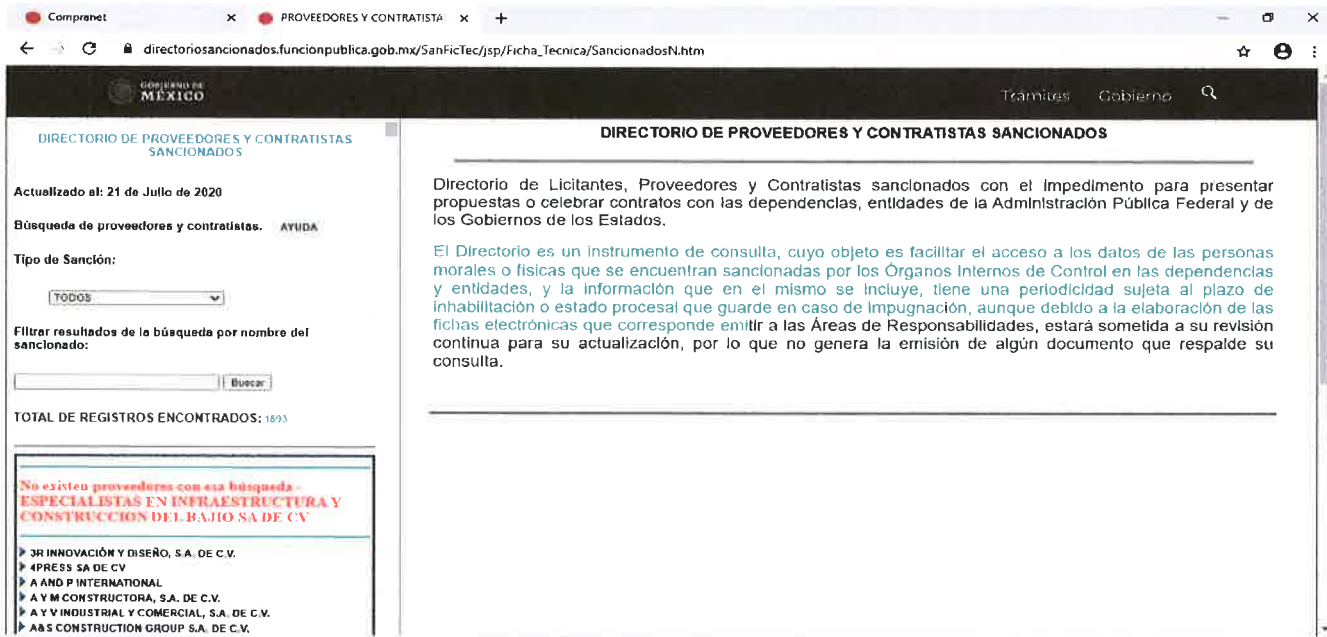 Compranet
PROVEEDORES Y CONTRATISTA
directoriosancionados.funcionpublica.gob.mx/SanFicTec/jsp/Ficha_Tecnica/SancionadosN.htm
GOBIERNO DE
MÉXICO
Trámites Gobierno
DIRECTORIO DE PROVEEDORES Y CONTRATISTAS
SANCIONADOS
Actualizado al: 21 de Julio de 2020
Búsqueda de proveedores y contratistas. AYUDA
Tipo de Sanción:
TODOS
Filtrar resultados de la búsqueda por nombre del
sancionado:
Buscar
TOTAL DE REGISTROS ENCONTRADOS: 1593
No existen proveedores con esa búsqueda -
ESPECIALISTAS EN INFRAESTRUCTURA Y
CONSTRUCCION DEL BAJIO SA DE CV
3R INNOVACIÓN Y DISEÑO, S.A. DE C.V.
4PRESS SA DE CV
A AND P INTERNATIONAL
A Y M CONSTRUCTORA, S.A. DE C.V.
A Y V INDUSTRIAL Y COMERCIAL, S.A. DE C.V.
A&S CONSTRUCTION GROUP S.A. DE C.V.
DIRECTORIO DE PROVEEDORES Y CONTRATISTAS SANCIONADOS
Directorio de Licitantes, Proveedores y Contratistas sancionados con el impedimento para presentar
propuestas o celebrar contratos con las dependencias, entidades de la Administración Pública Federal y de
los Gobiernos de los Estados.
El Directorio es un instrumento de consulta, cuyo objeto es facilitar el acceso a los datos de las personas
morales o físicas que se encuentran sancionadas por los Órganos Internos de Control en las dependencias
y entidades, y la información que en el mismo se incluye, tiene una periodicidad sujeta al plazo de
inhabilitación o estado procesal que guarde en caso de impugnación, aunque debido a la elaboración de las
fichas electrónicas que corresponde emitir a las Áreas de Responsabilidades, estará sometida a su revisión
continua para su actualización, por lo que no genera la emisión de algún documento que respalde su
consulta.